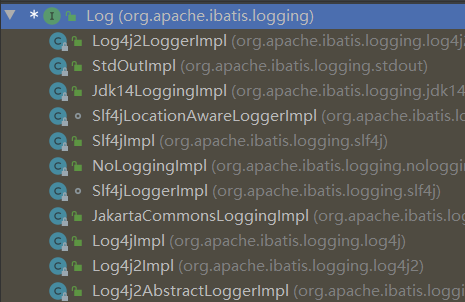 * I Log (org.apache.ibatis.logging)
C Log4j2LoggerImpl (org.apache.ibatis.logging.log4j.
C StdOutImpl (org.apache.ibatis.logging.stdout)
C Jdk14LoggingImpl (org.apache.ibatis.logging.jdk14
C Slf4jLocationAwareLoggerImpl (org.apache.ibatis.
C Slf4jImpl (org.apache.ibatis.logging.slf4j)
C NoLoggingImpl (org.apache.ibatis.logging.nologgi
C Slf4jLoggerImpl (org.apache.ibatis.logging.slf4j)
C JakartaCommonsLoggingImpl (org.apache.ibatis.lo
C Log4jImpl (org.apache.ibatis.logging.log4j)
C Log4j2Impl (org.apache.ibatis.logging.log4j2)
C Log4j2AbstractLoggerImpl (org.apache.ibatis.loggi